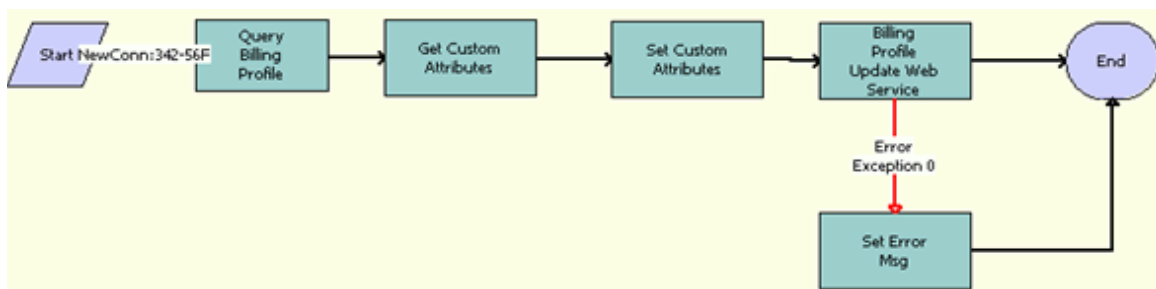 Start NewConn:342-56F
Query
Billing
Profile
Get Custom
Attributes
Set Custom
Attributes
Billing
Profile
Update Web
Service
End
Error
Exception 0
Set Error
Msg